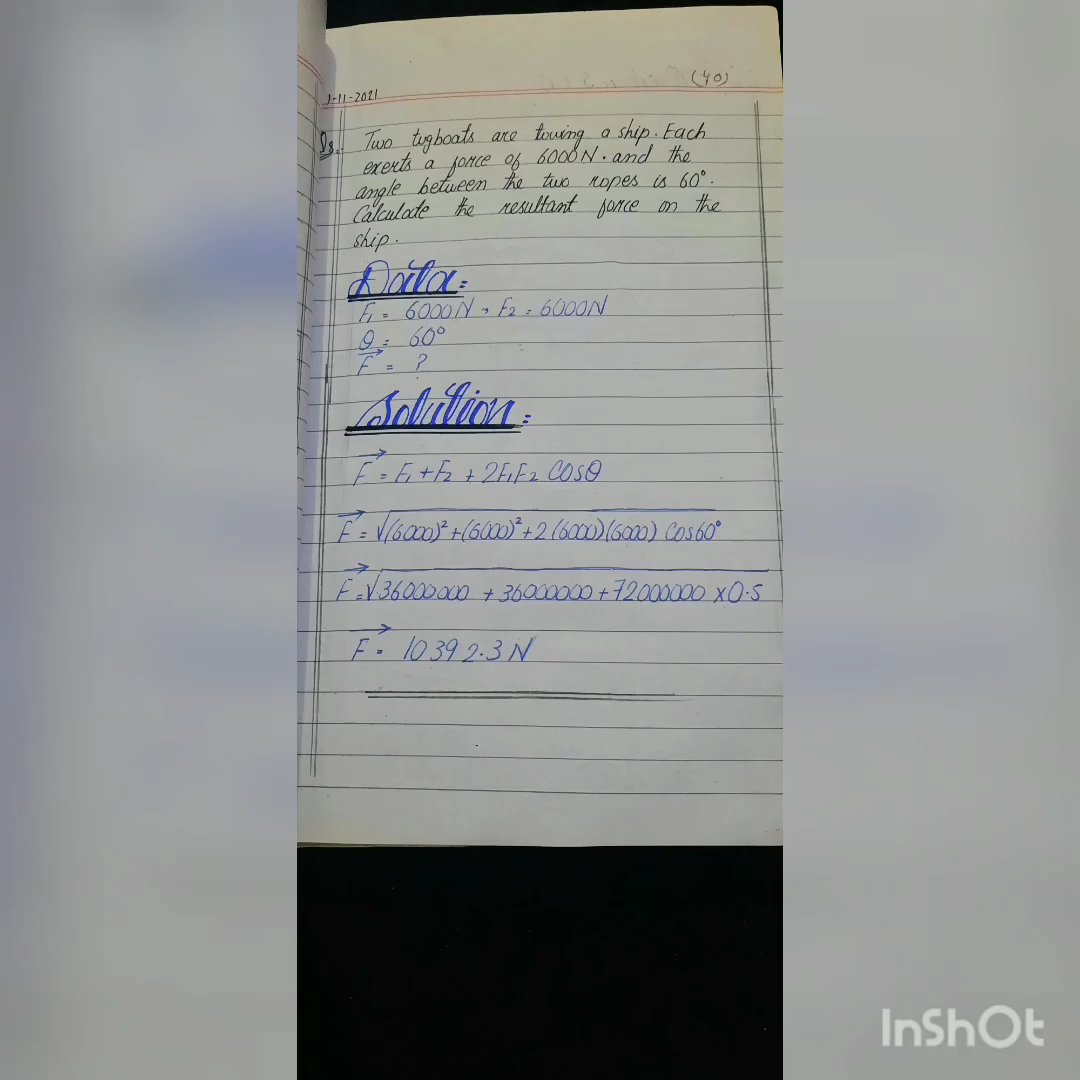 (40)
1-11-2021
Q8:- Two tugboats are towing a ship. Each
exerts a force of 6000N. and the
angle between the two ropes is 60°.
Calculate the resultant force on the
ship.
Data:
F₁ = 6000N, F₂ = 6000N
θ = 60°
F = ?
Solution:
F = F₁ + F₂ + 2F₁F₂ COSθ
F = √(6000)² + (6000)² + 2(6000)(6000) Cos60°
F = √36000000 + 36000000 + 72000000 × 0.5
F = 10392.3 N
InShOt